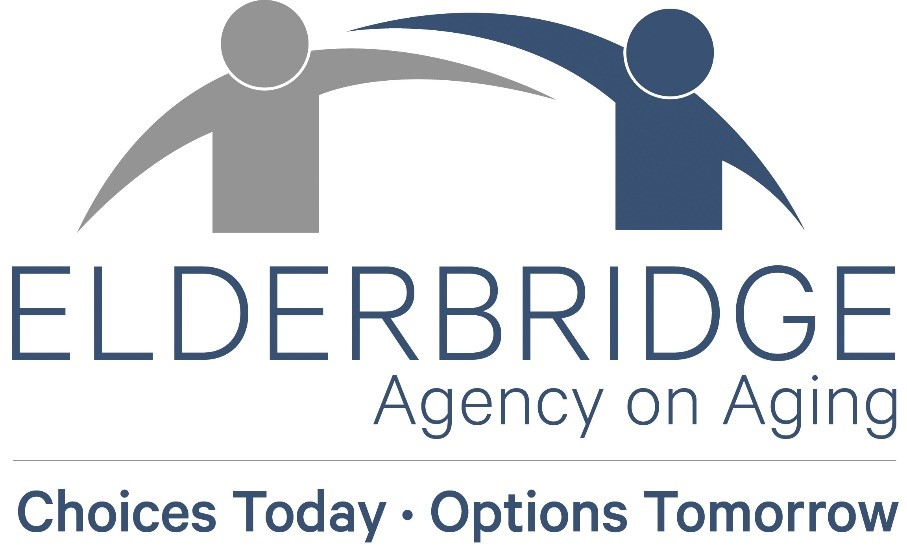 ELDERBRIDGE
Agency on Aging
Choices Today · Options Tomorrow